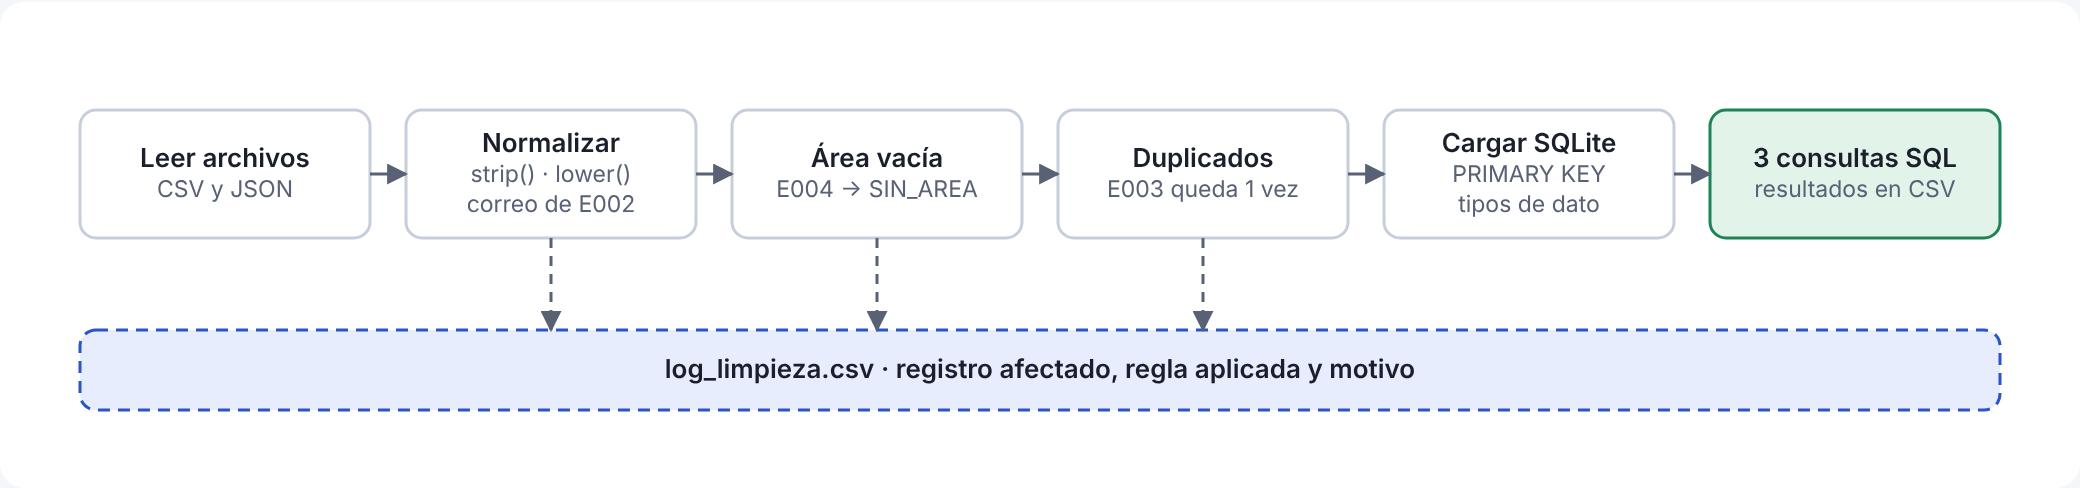 Leer archivos
CSV y JSON
Normalizar
strip() · lower()
correo de E002
Área vacía
E004 → SIN_AREA
Duplicados
E003 queda 1 vez
Cargar SQLite
PRIMARY KEY
tipos de dato
3 consultas SQL
resultados en CSV
log_limpieza.csv · registro afectado, regla aplicada y motivo